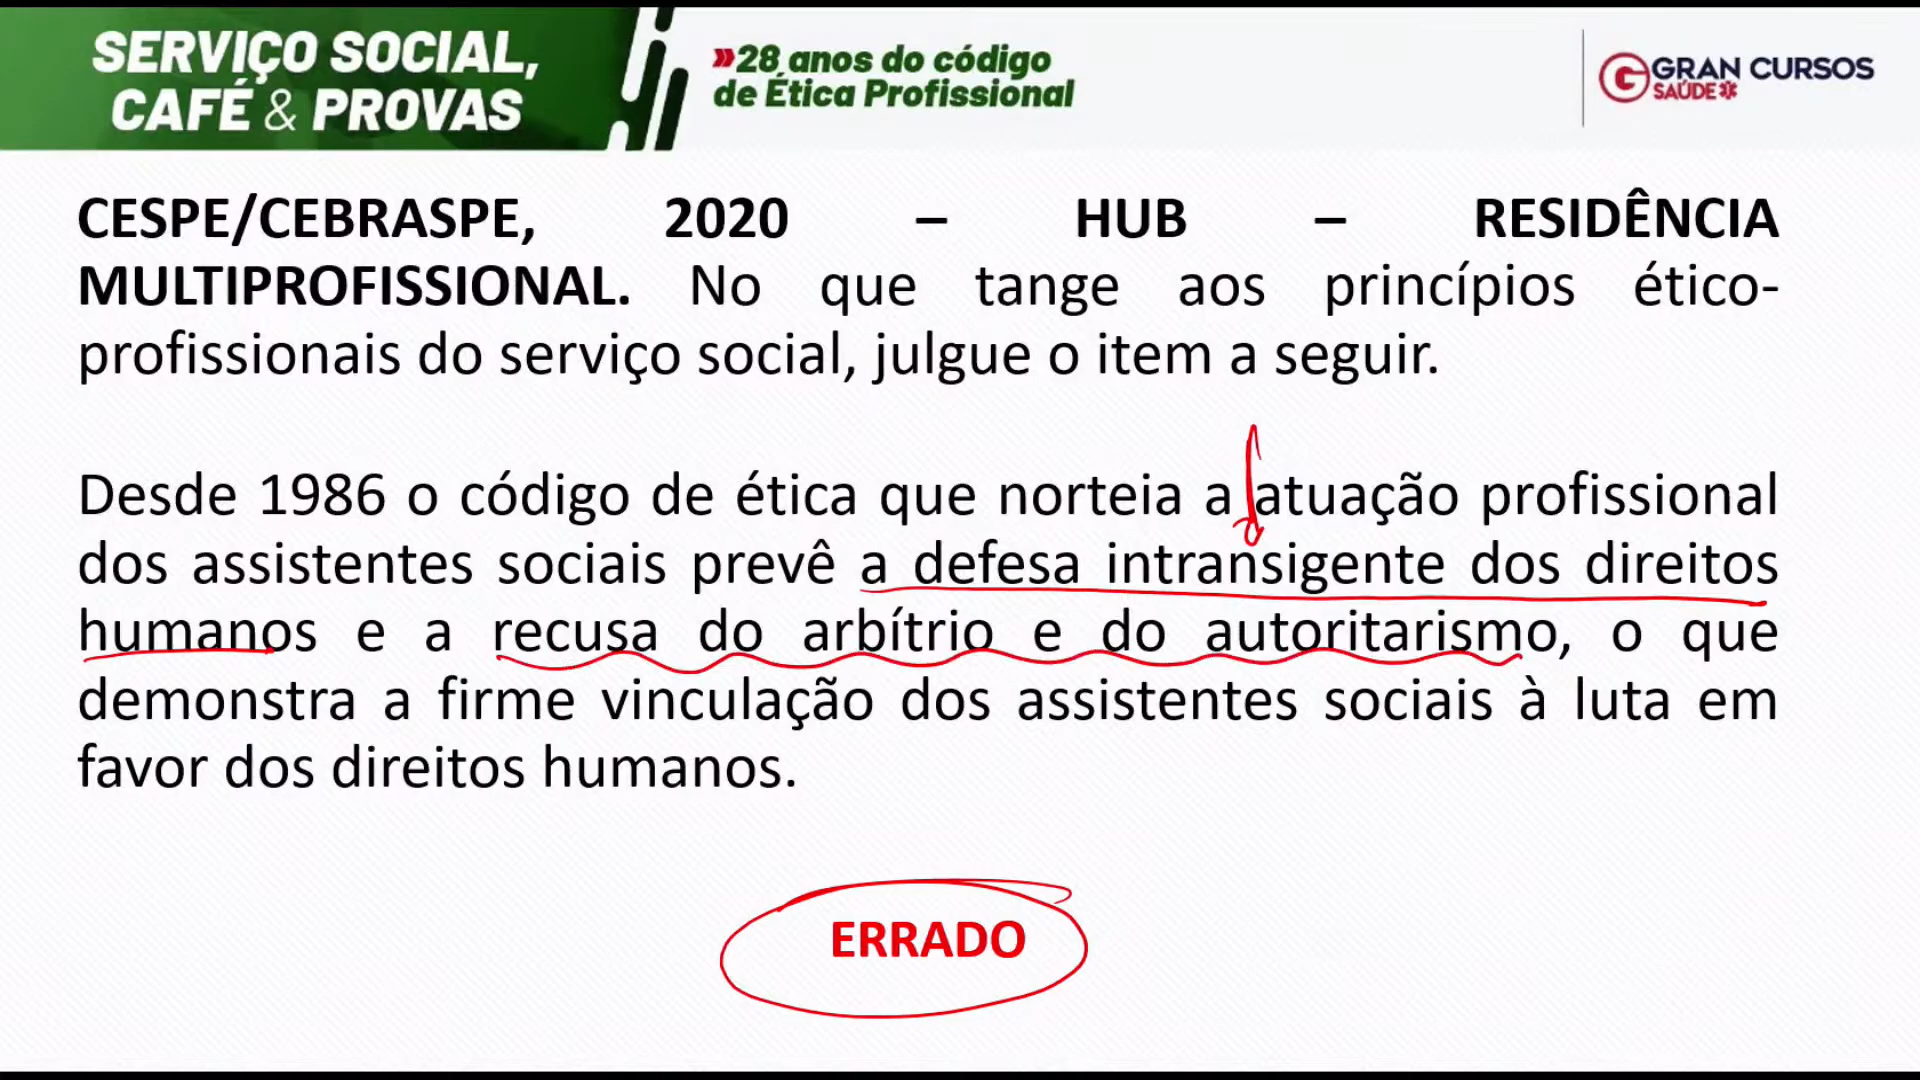 SERVIÇO SOCIAL,
CAFÉ & PROVAS
»28 anos do código
de Ética Profissional
GRAN CURSOS
SAÚDE
CESPE/CEBRASPE, 2020 – HUB – RESIDÊNCIA
MULTIPROFISSIONAL. No que tange aos princípios ético-
profissionais do serviço social, julgue o item a seguir.
Desde 1986 o código de ética que norteia a atuação profissional
dos assistentes sociais prevê a defesa intransigente dos direitos
humanos e a recusa do arbítrio e do autoritarismo, o que
demonstra a firme vinculação dos assistentes sociais à luta em
favor dos direitos humanos.
ERRADO